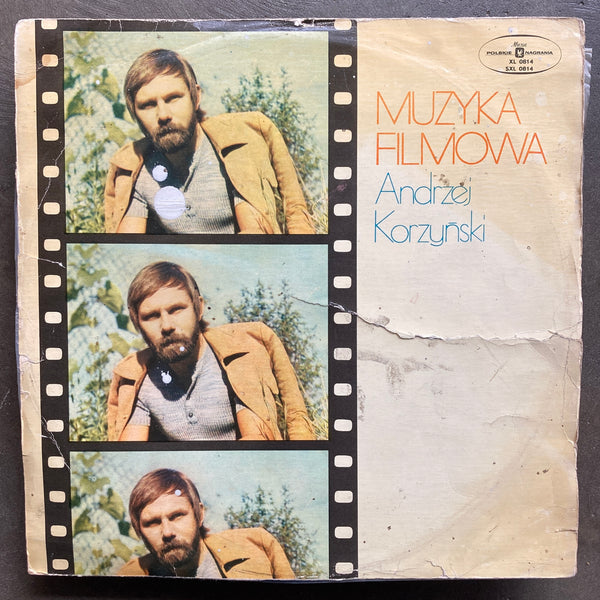 Muza
POLSKIE NAGRANIA
XL 0814
SXL 0814
MUZYKA
FILMOWA
Andrzej
Korzyński